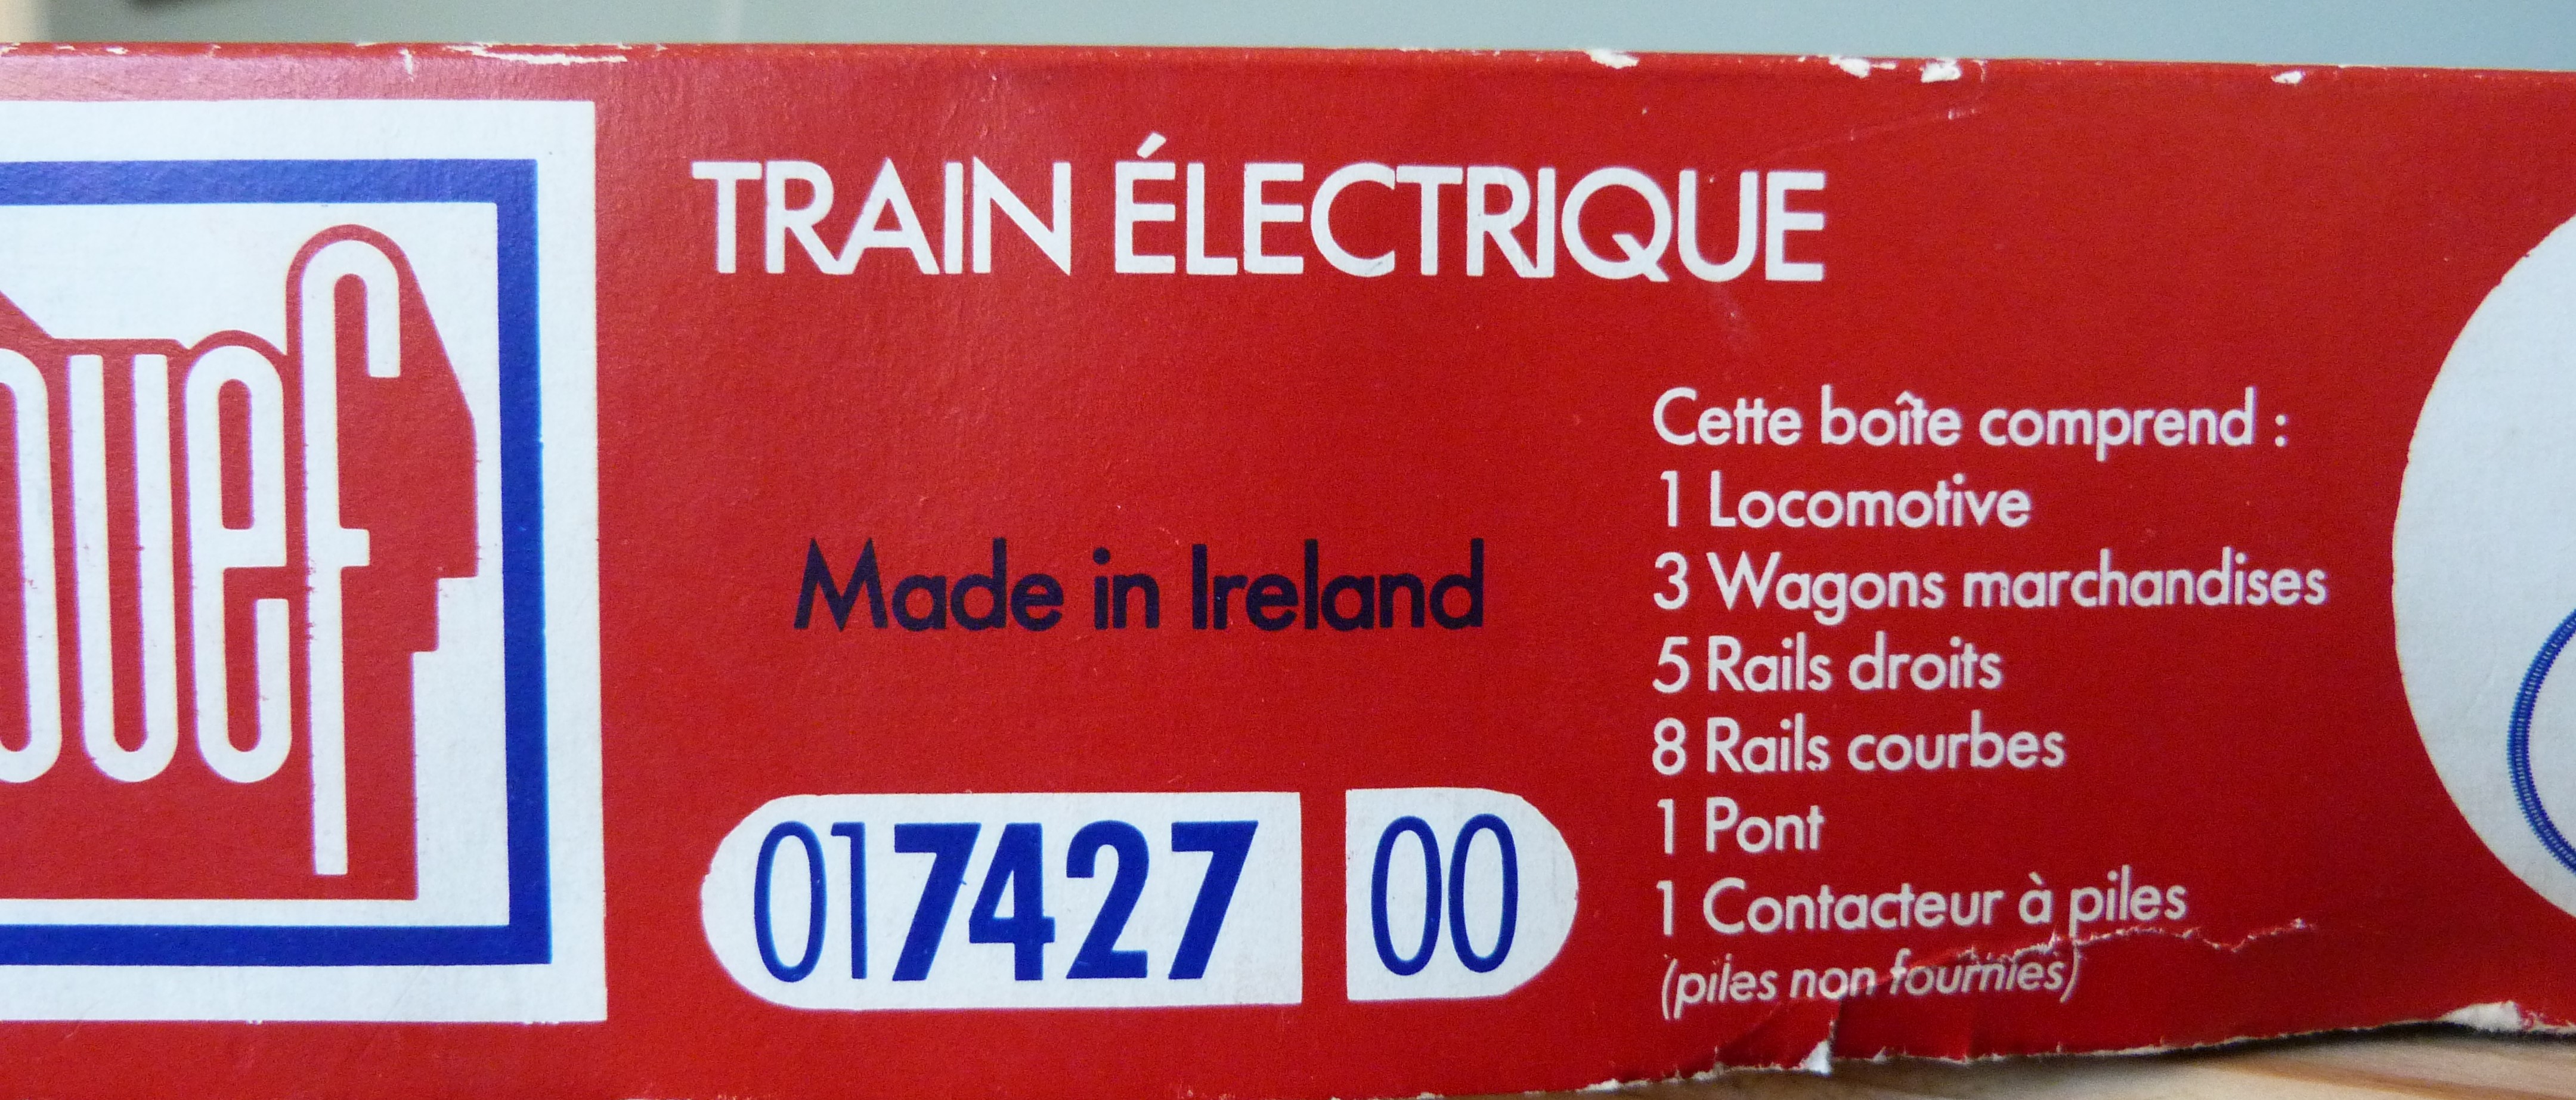 ouef
TRAIN ÉLECTRIQUE
Made in Ireland
017427 00
Cette boîte comprend :
1 Locomotive
3 Wagons marchandises
5 Rails droits
8 Rails courbes
1 Pont
1 Contacteur à piles
(piles non fournies)